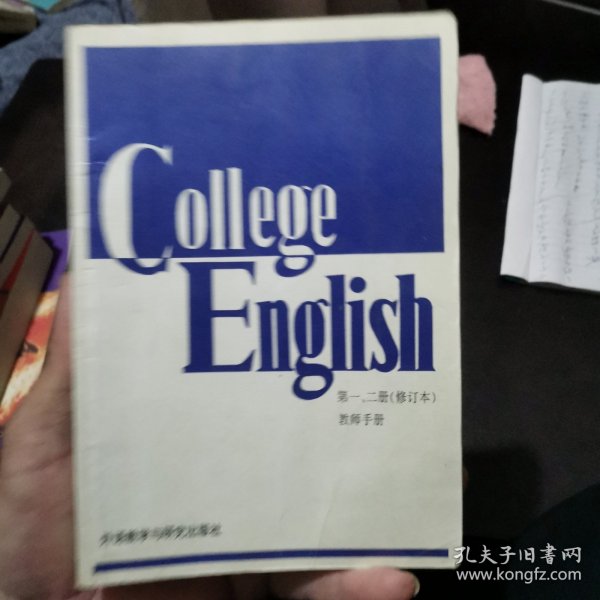 College
English
第一、二册(修订本)
教师手册
外语教学与研究出版社
孔夫子旧书网
www.kongfz.com